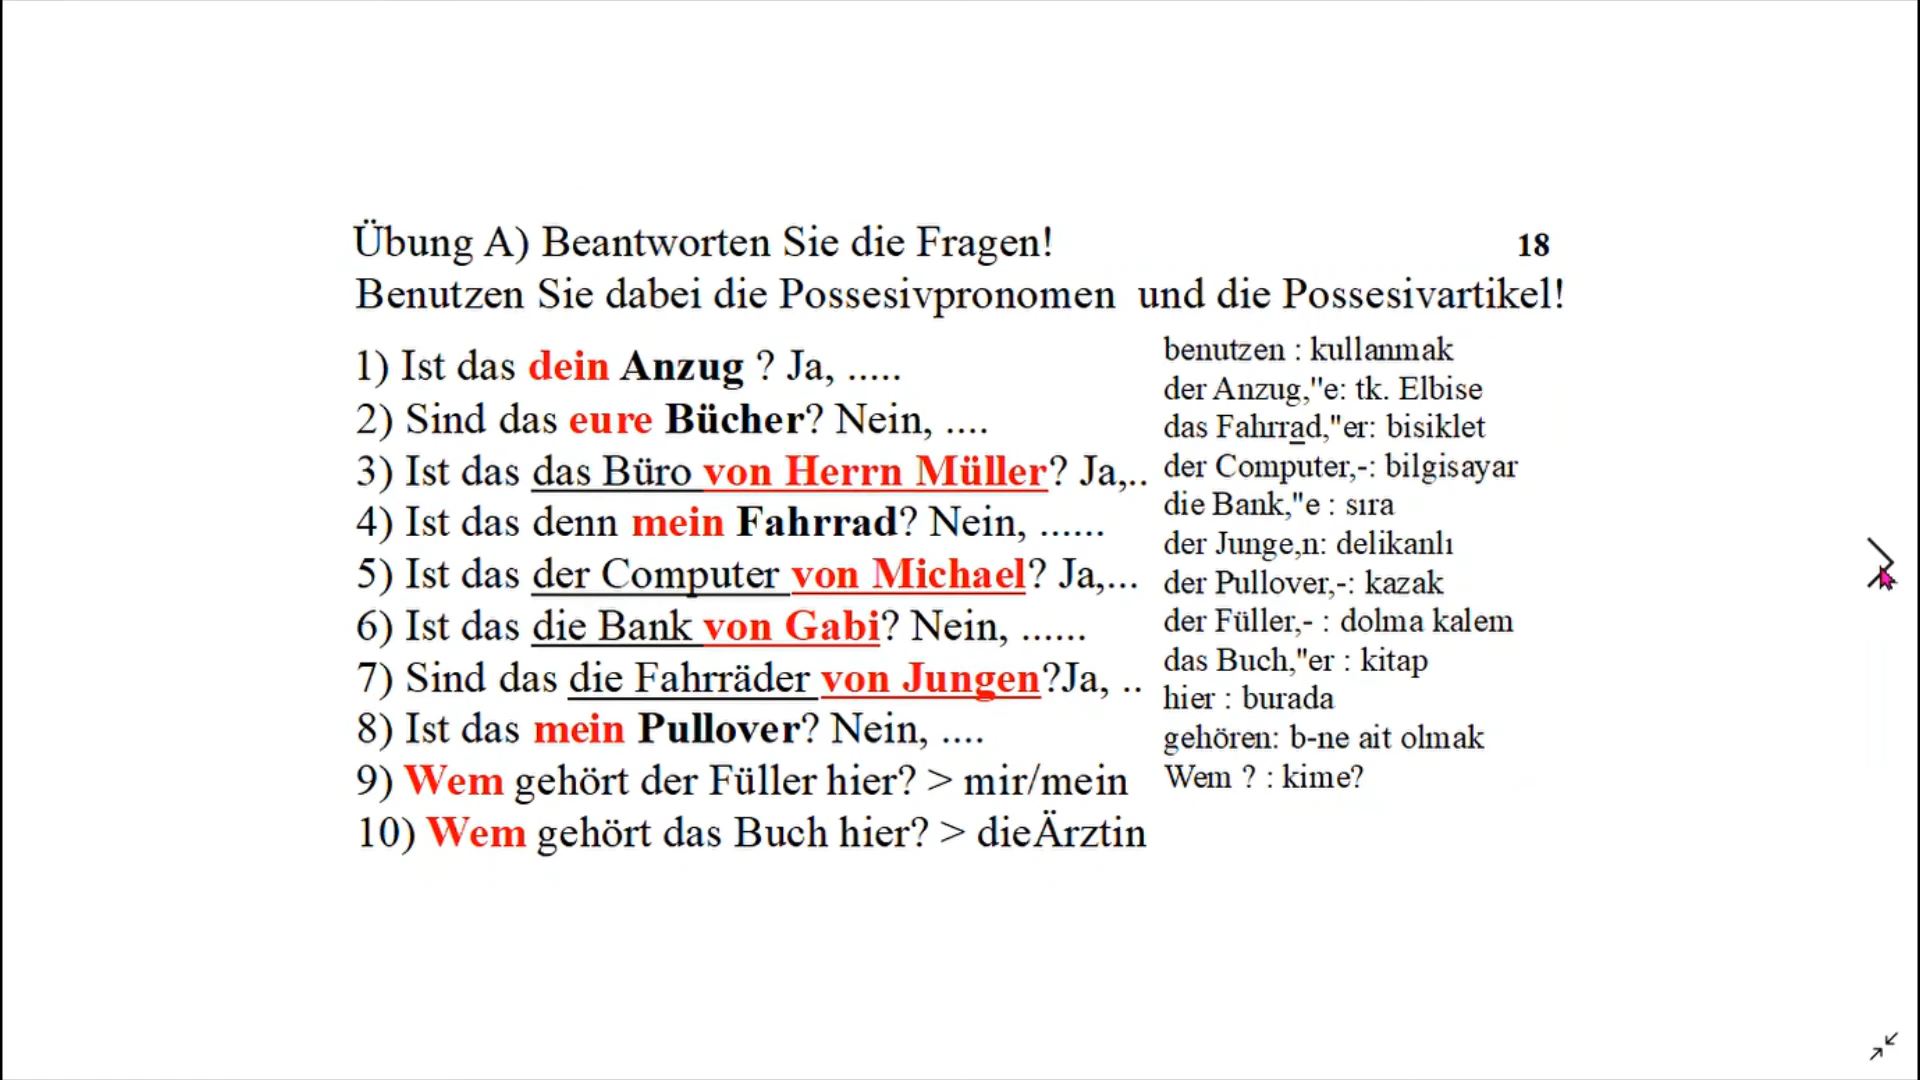 Übung A) Beantworten Sie die Fragen!
18
Benutzen Sie dabei die Possesivpronomen und die Possesivartikel!
1) Ist das dein Anzug ? Ja, .....
2) Sind das eure Bücher? Nein, ....
3) Ist das das Büro von Herrn Müller? Ja,..
4) Ist das denn mein Fahrrad? Nein, ......
5) Ist das der Computer von Michael? Ja,...
6) Ist das die Bank von Gabi? Nein, ......
7) Sind das die Fahrräder von Jungen?Ja, ..
8) Ist das mein Pullover? Nein, ....
9) Wem gehört der Füller hier? > mir/mein
10) Wem gehört das Buch hier? > dieÄrztin
benutzen : kullanmak
der Anzug,"e: tk. Elbise
das Fahrrad,"er: bisiklet
der Computer,-: bilgisayar
die Bank,"e : sıra
der Junge,n: delikanlı
der Pullover,-: kazak
der Füller,- : dolma kalem
das Buch,"er : kitap
hier : burada
gehören: b-ne ait olmak
Wem ? : kime?